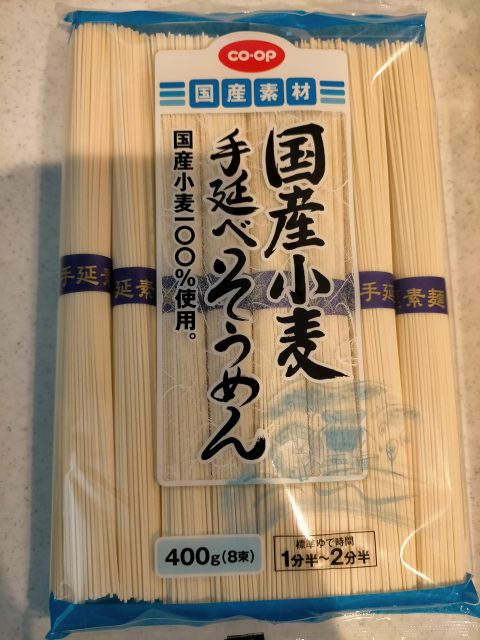 CO·OP
国産素材
国産小麦
手延べそうめん
国産小麦一〇〇%使用。
手延素
延素
手延
素麺
400g(8束)
標準ゆで時間
1分半～2分半